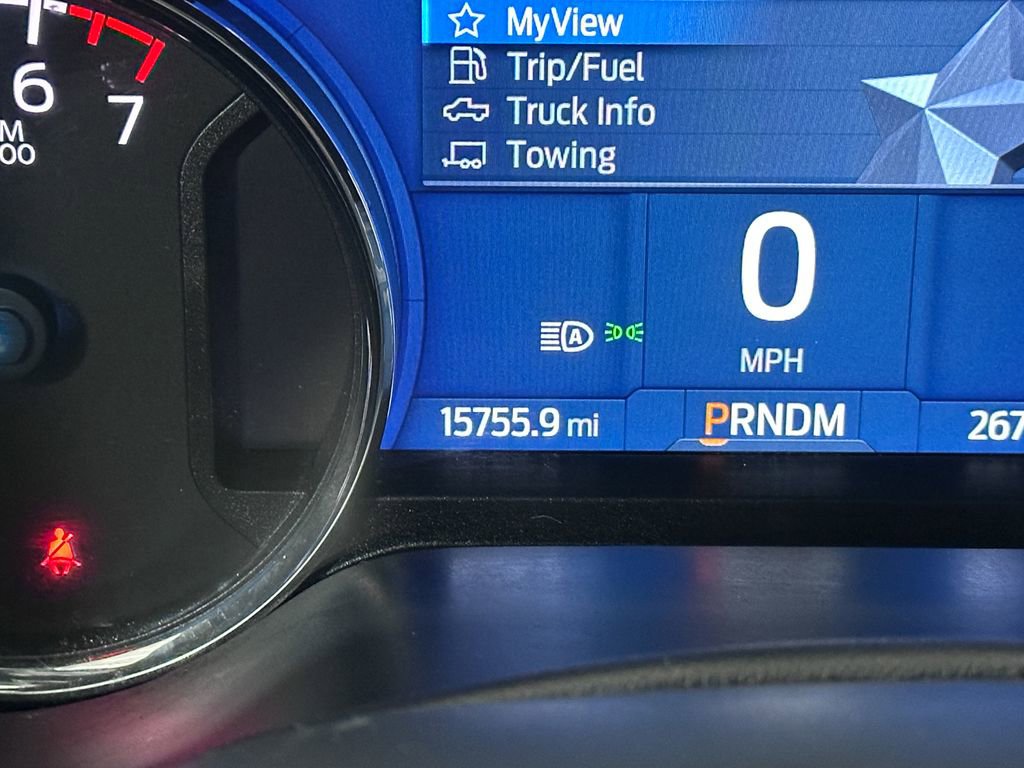 6
7
MyView
Trip/Fuel
Truck Info
Towing
0
A
MPH
15755.9 mi
PRNDM
267